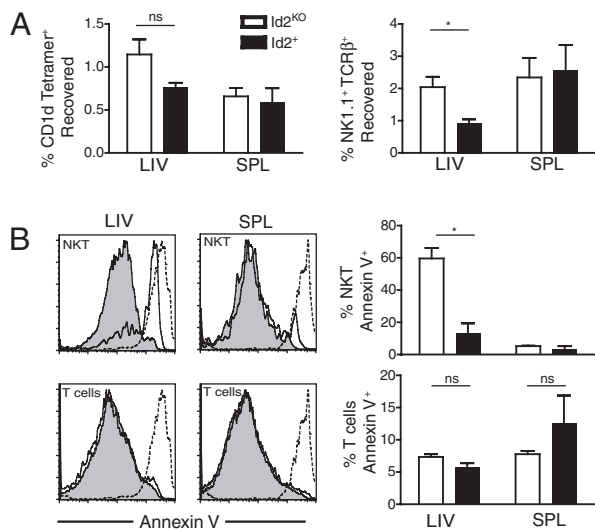 A
ns
Id2KO
Id2+
% CD1d Tetramer+
Recovered
1.5
1.0
0.5
0.0
LIV
SPL
*
% NK1.1+ TCRβ+
Recovered
4
3
2
1
0
LIV
SPL
B
LIV
SPL
NKT
NKT
T cells
T cells
Annexin V
*
% NKT
Annexin V+
80
60
40
20
0
ns
ns
% T cells
Annexin V+
20
15
10
5
0
LIV
SPL